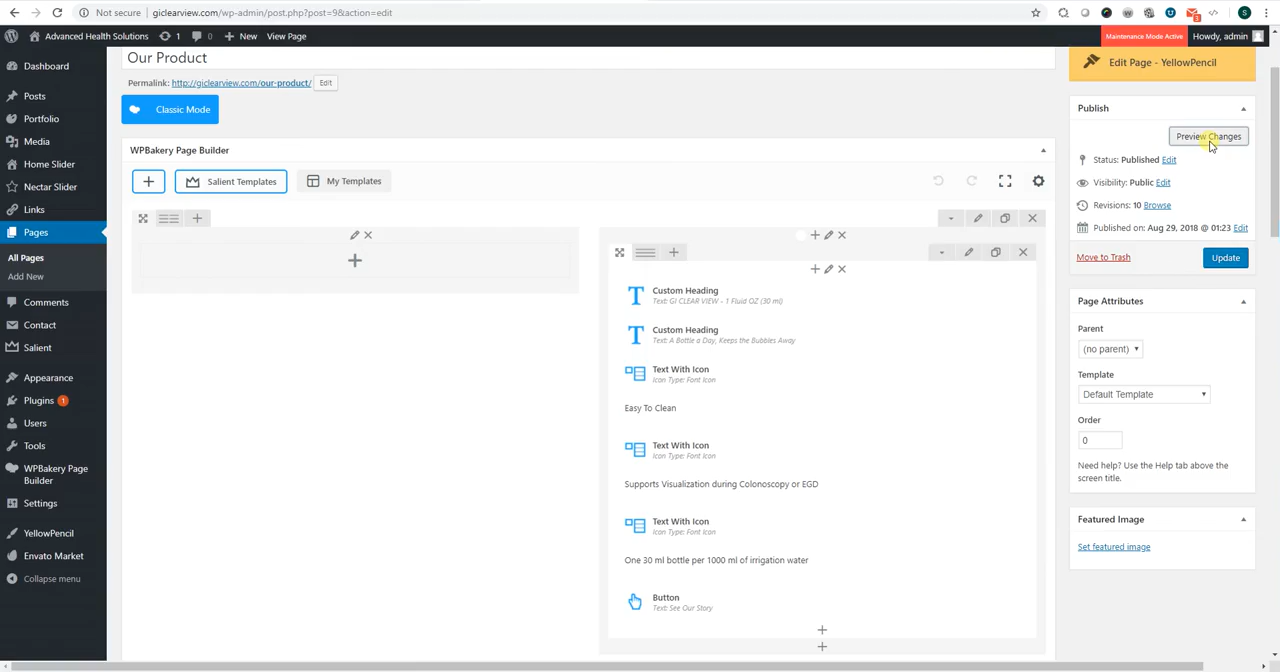 Not secure | giclearview.com/wp-admin/post.php?post=9&action=edit
3
S
Advanced Health Solutions 1 0 New View Page Maintenance Mode Active Howdy, admin
Dashboard
Posts
Portfolio
Media
Home Slider
Nectar Slider
Links
Pages
All Pages
Add New
Comments
Contact
Salient
Appearance
Plugins 1
Users
Tools
WPBakery Page
Builder
Settings
YellowPencil
Envato Market
Collapse menu
Our Product
Permalink: http://giclearview.com/our-product/ Edit
Classic Mode
WPBakery Page Builder
Salient Templates My Templates
Custom Heading
Text: GI CLEAR VIEW - 1 Fluid OZ (30 ml)
Custom Heading
Text: A Bottle a Day, Keeps the Bubbles Away
Text With Icon
Icon Type: Font Icon
Easy To Clean
Text With Icon
Icon Type: Font Icon
Supports Visualization during Colonoscopy or EGD
Text With Icon
Icon Type: Font Icon
One 30 ml bottle per 1000 ml of irrigation water
Button
Text: See Our Story
Edit Page - YellowPencil
Publish
Preview Changes
Status: Published Edit
Visibility: Public Edit
Revisions: 10 Browse
Published on: Aug 29, 2018 @ 01:23 Edit
Move to Trash Update
Page Attributes
Parent
(no parent)
Template
Default Template
Order
0
Need help? Use the Help tab above the
screen title.
Featured Image
Set featured image